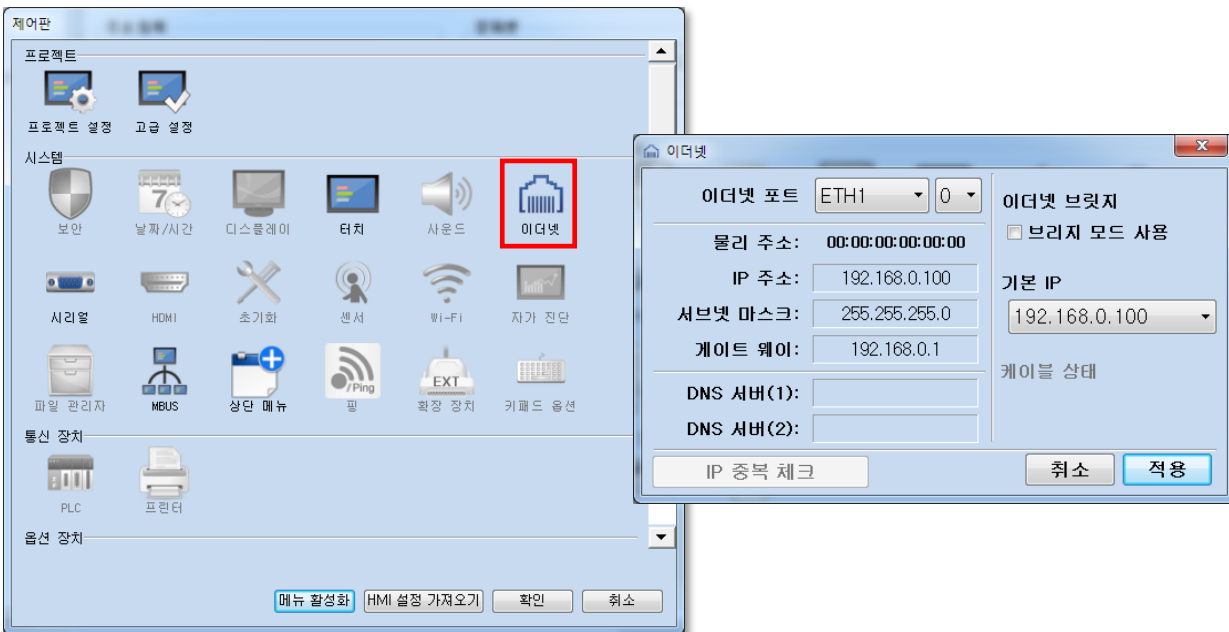 제어판
프로젝트
프로젝트 설정
고급 설정
시스템
7
보안
날짜/시간
디스플레이
터치
사운드
이더넷
시리얼
HDMI
초기화
센서
Wi-Fi
자가 진단
/Ping
EXT
파일 관리자
MBUS
상단 메뉴
핑
확장 장치
키패드 옵션
통신 장치
PLC
프린터
옵션 장치
메뉴 활성화
HMI 설정 가져오기
확인
취소
이더넷
x
이더넷 포트
ETH1
0
물리 주소:
00:00:00:00:00:00
IP 주소:
192.168.0.100
서브넷 마스크:
255.255.255.0
게이트 웨이:
192.168.0.1
DNS 서버(1):
DNS 서버(2):
이더넷 브릿지
브리지 모드 사용
기본 IP
192.168.0.100
케이블 상태
IP 중복 체크
취소
적용